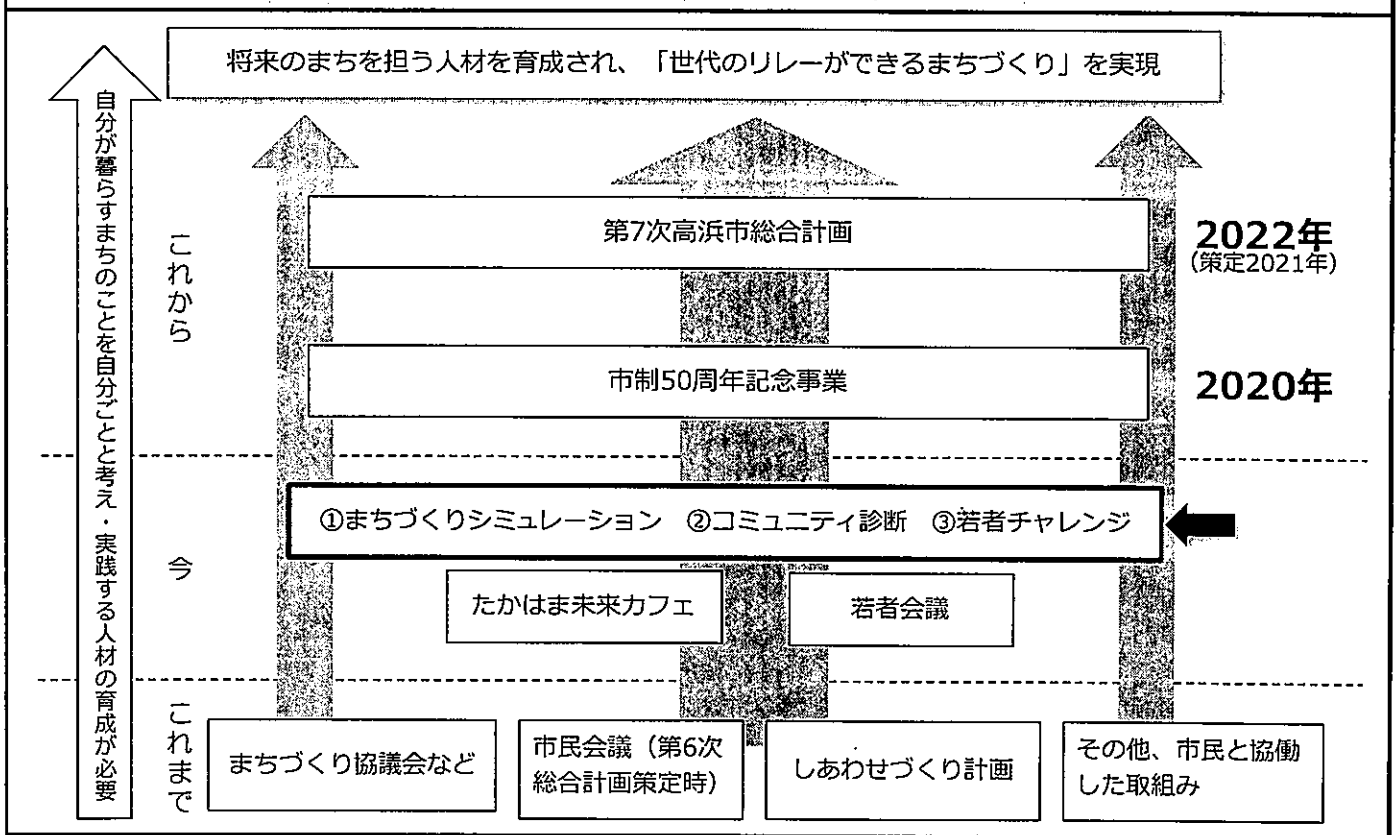 将来のまちを担う人材を育成され、「世代のリレーができるまちづくり」を実現
自分が暮らすまちのことを自分ごとと考え・実践する人材の育成が必要
これから
第7次高浜市総合計画
2022年
(策定2021年)
市制50周年記念事業
2020年
今
①まちづくりシミュレーション ②コミュニティ診断 ③若者チャレンジ
たかはま未来カフェ
若者会議
これまで
まちづくり協議会など
市民会議（第6次
総合計画策定時）
しあわせづくり計画
その他、市民と協働
した取組み